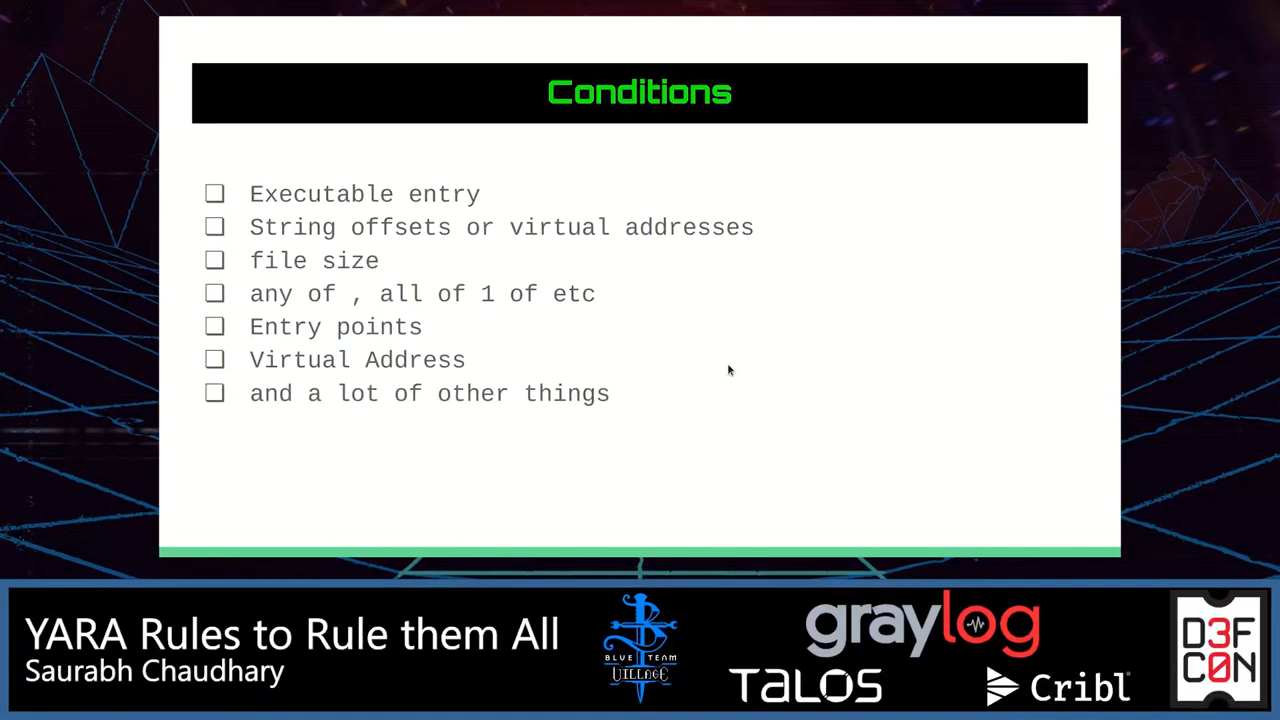 Conditions
❏ Executable entry
❏ String offsets or virtual addresses
❏ file size
❏ any of , all of 1 of etc
❏ Entry points
❏ Virtual Address
❏ and a lot of other things
YARA Rules to Rule them All
Saurabh Chaudhary
BLUE TEAM
VILLAGE
graylog
TALOS
Cribl
D3F
C0N